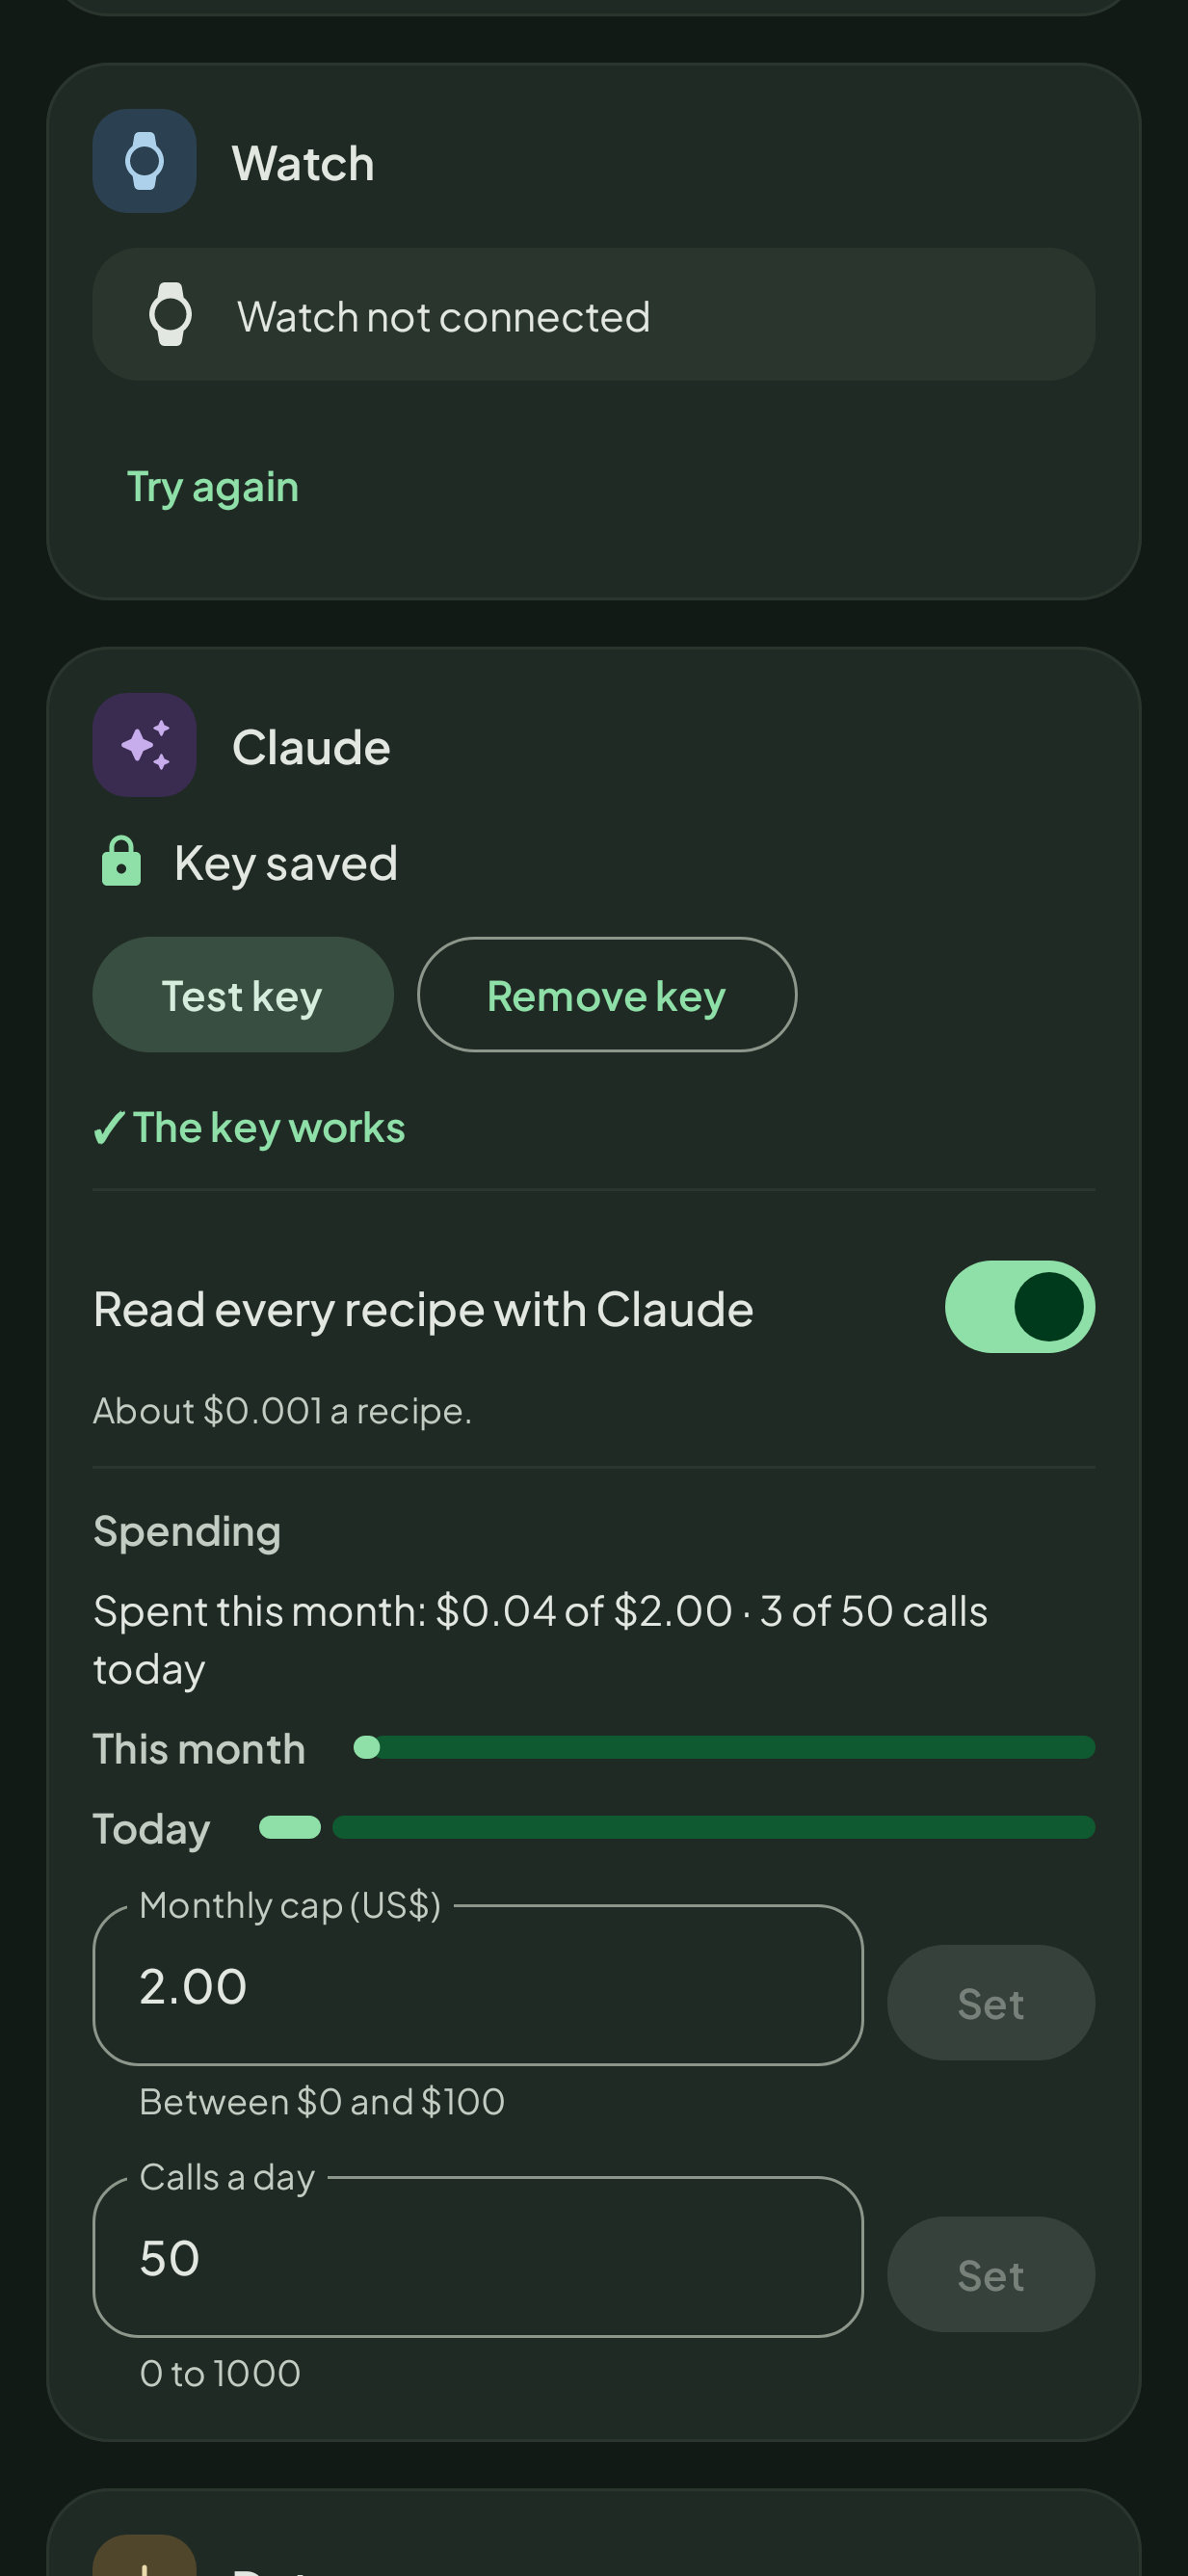 Watch
Watch not connected
Try again
Claude
Key saved
Test key
Remove key
✓ The key works
Read every recipe with Claude
About $0.001 a recipe.
Spending
Spent this month: $0.04 of $2.00 · 3 of 50 calls
today
This month
Today
Monthly cap (US$)
2.00
Set
Between $0 and $100
Calls a day
50
Set
0 to 1000